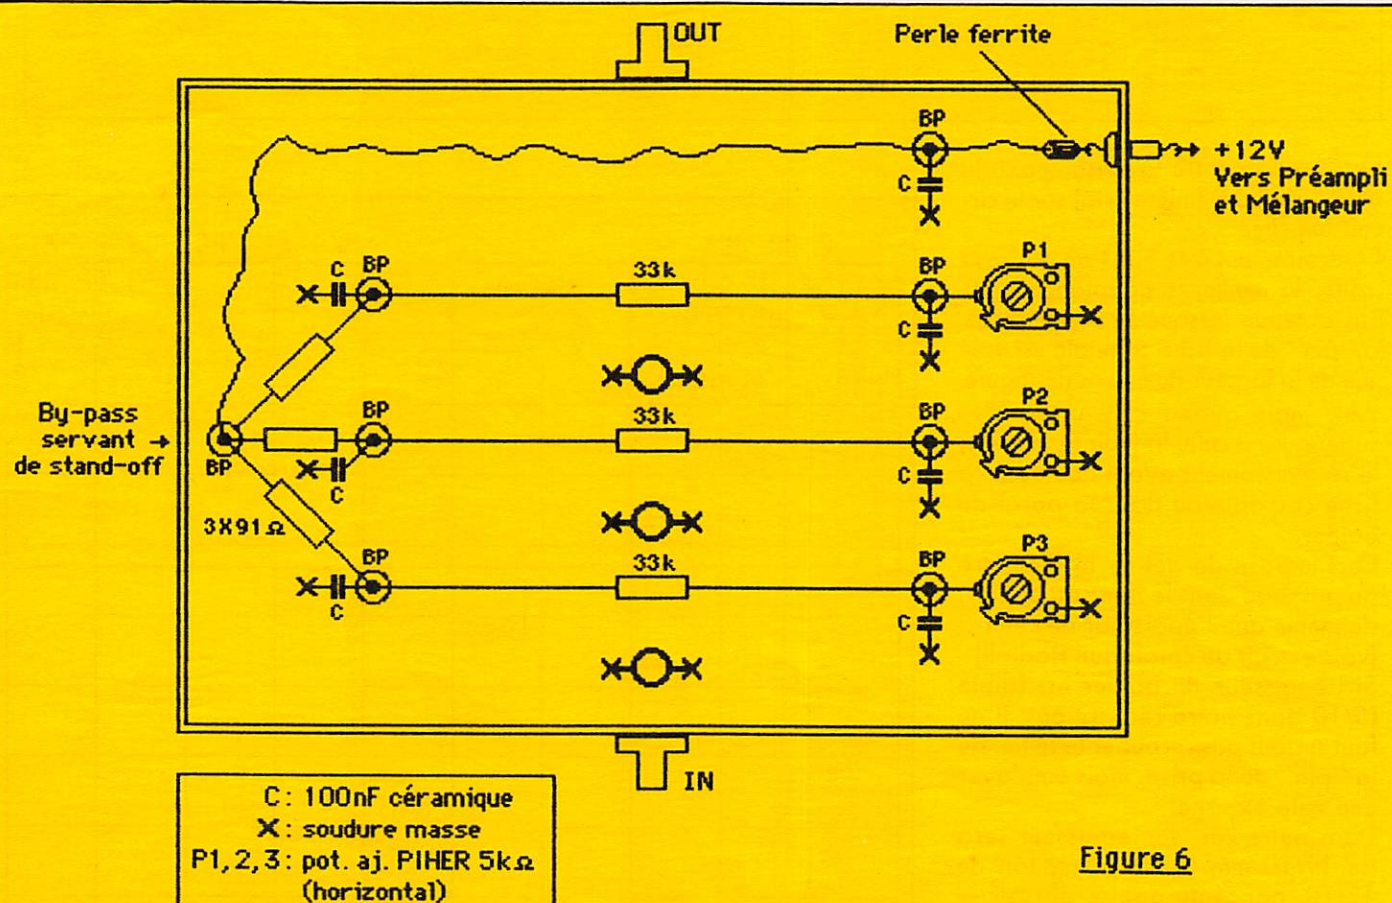 OUT
Perle ferrite
BP
+12V
Vers Préampli
et Mélangeur
C
P1
C
BP
33k
BP
C
P2
By-pass
servant
de stand-off
BP
33k
BP
BP
C
C
3X91Ω
P3
BP
33k
BP
C
C
IN
C: 100nF céramique
X: soudure masse
P1,2,3: pot. aj. PIHER 5kΩ
(horizontal)
Figure 6